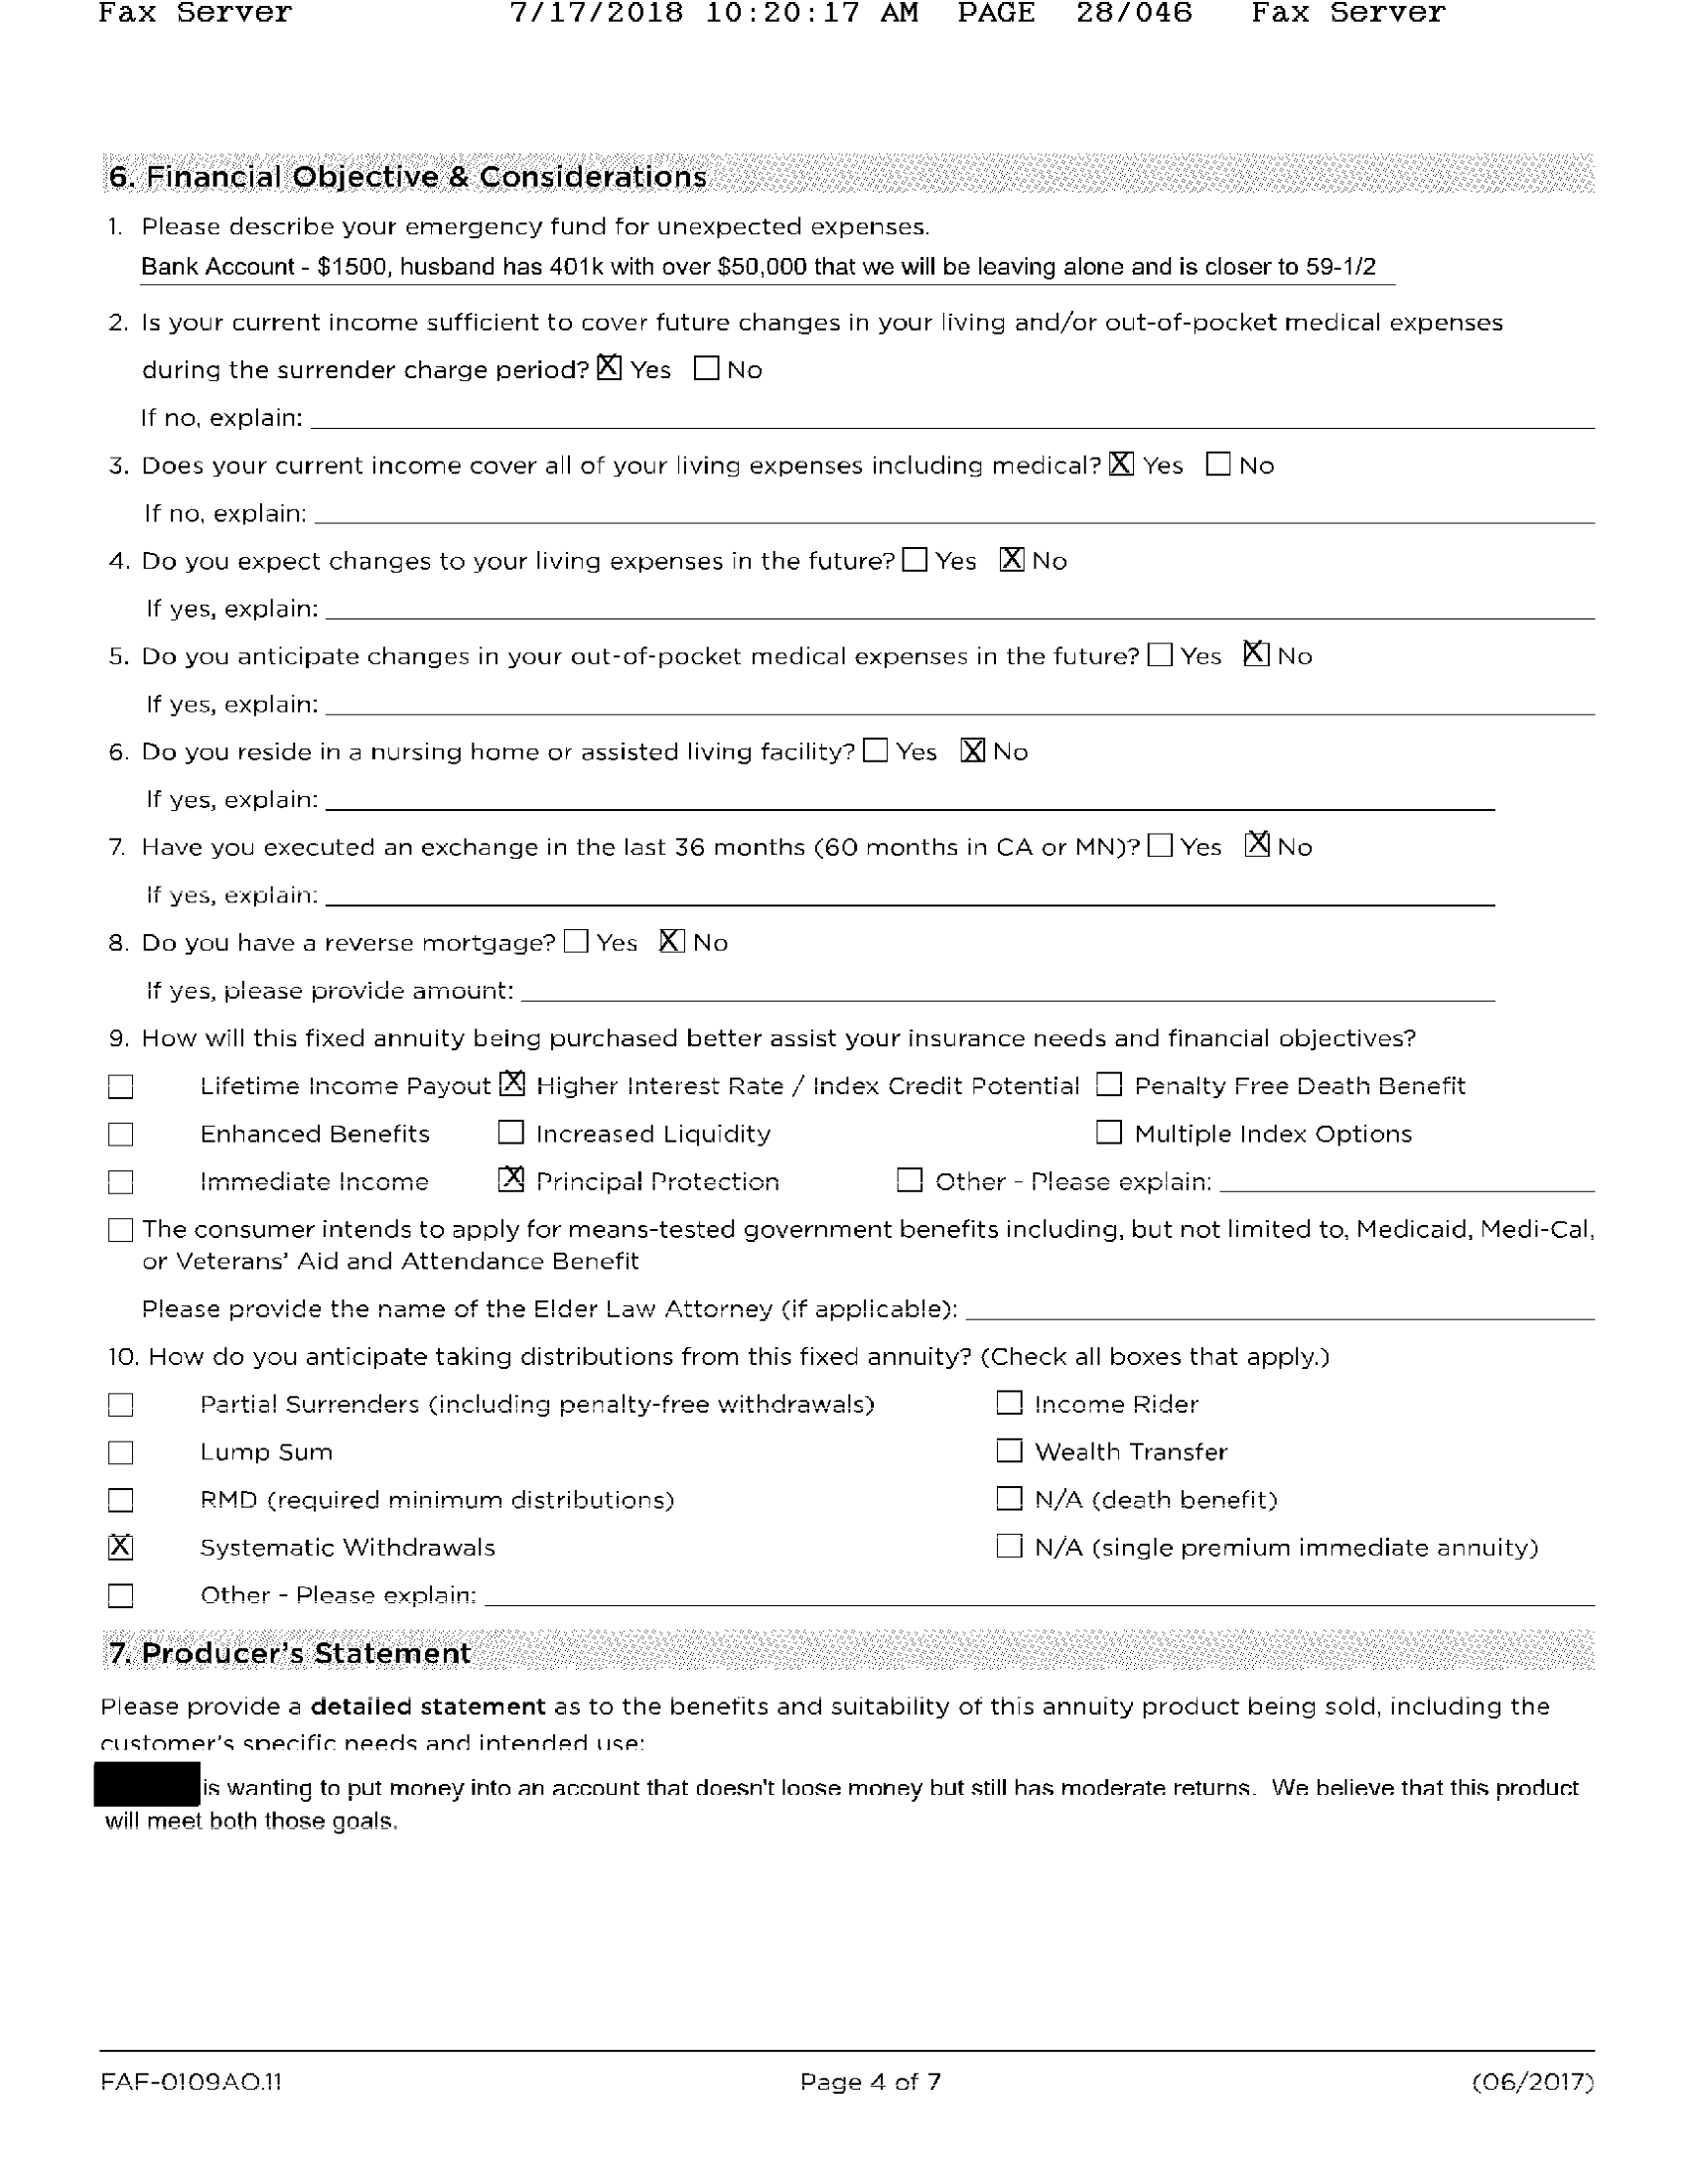 Fax Server 7/17/2018 10:20:17 AM PAGE 28/046 Fax Server
6. Financial Objective & Considerations
1. Please describe your emergency fund for unexpected expenses.
Bank Account - $1500, husband has 401k with over $50,000 that we will be leaving alone and is closer to 59-1/2
2. Is your current income sufficient to cover future changes in your living and/or out-of-pocket medical expenses
during the surrender charge period? ☒ Yes ☐ No
If no, explain:
3. Does your current income cover all of your living expenses including medical? ☒ Yes ☐ No
If no, explain:
4. Do you expect changes to your living expenses in the future? ☐ Yes ☒ No
If yes, explain:
5. Do you anticipate changes in your out-of-pocket medical expenses in the future? ☐ Yes ☒ No
If yes, explain:
6. Do you reside in a nursing home or assisted living facility? ☐ Yes ☒ No
If yes, explain:
7. Have you executed an exchange in the last 36 months (60 months in CA or MN)? ☐ Yes ☒ No
If yes, explain:
8. Do you have a reverse mortgage? ☐ Yes ☒ No
If yes, please provide amount:
9. How will this fixed annuity being purchased better assist your insurance needs and financial objectives?
☐ Lifetime Income Payout ☒ Higher Interest Rate / Index Credit Potential ☐ Penalty Free Death Benefit
☐ Enhanced Benefits ☐ Increased Liquidity ☐ Multiple Index Options
☐ Immediate Income ☒ Principal Protection ☐ Other - Please explain:
☐ The consumer intends to apply for means-tested government benefits including, but not limited to, Medicaid, Medi-Cal,
or Veterans' Aid and Attendance Benefit
Please provide the name of the Elder Law Attorney (if applicable):
10. How do you anticipate taking distributions from this fixed annuity? (Check all boxes that apply.)
☐ Partial Surrenders (including penalty-free withdrawals) ☐ Income Rider
☐ Lump Sum ☐ Wealth Transfer
☐ RMD (required minimum distributions) ☐ N/A (death benefit)
☒ Systematic Withdrawals ☐ N/A (single premium immediate annuity)
☐ Other - Please explain:
7. Producer's Statement
Please provide a detailed statement as to the benefits and suitability of this annuity product being sold, including the
customer's specific needs and intended use:
is wanting to put money into an account that doesn't loose money but still has moderate returns. We believe that this product
will meet both those goals.
FAF-0109AO.11 Page 4 of 7 (06/2017)